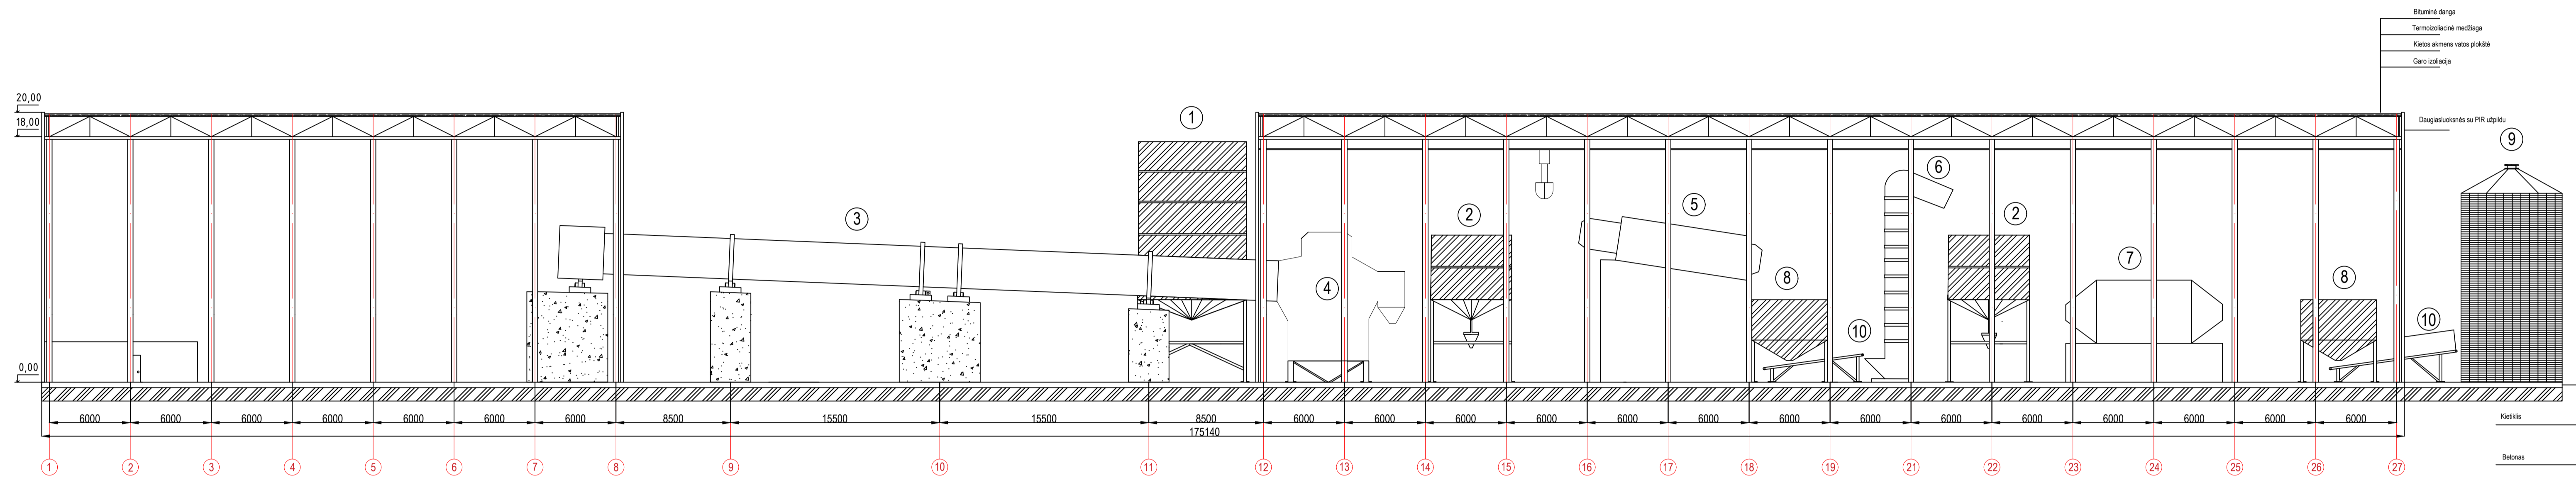 Bituminė danga
Termoizoliacinė medžiaga
Kietos akmens vatos plokštė
Garo izoliacija
20,00
18,00
1
Daugiasluoksnės su PIR užpildu
9
6
3
2
5
2
7
8
8
4
10
10
0,00
6000 6000 6000 6000 6000 6000 6000 8500 15500 15500 8500 6000 6000 6000 6000 6000 6000 6000 6000 6000 6000 6000 6000 6000 6000
Kietiklis
175140
Betonas
1 2 3 4 5 6 7 8 9 10 11 12 13 14 15 16 17 18 19 21 22 23 24 25 26 27